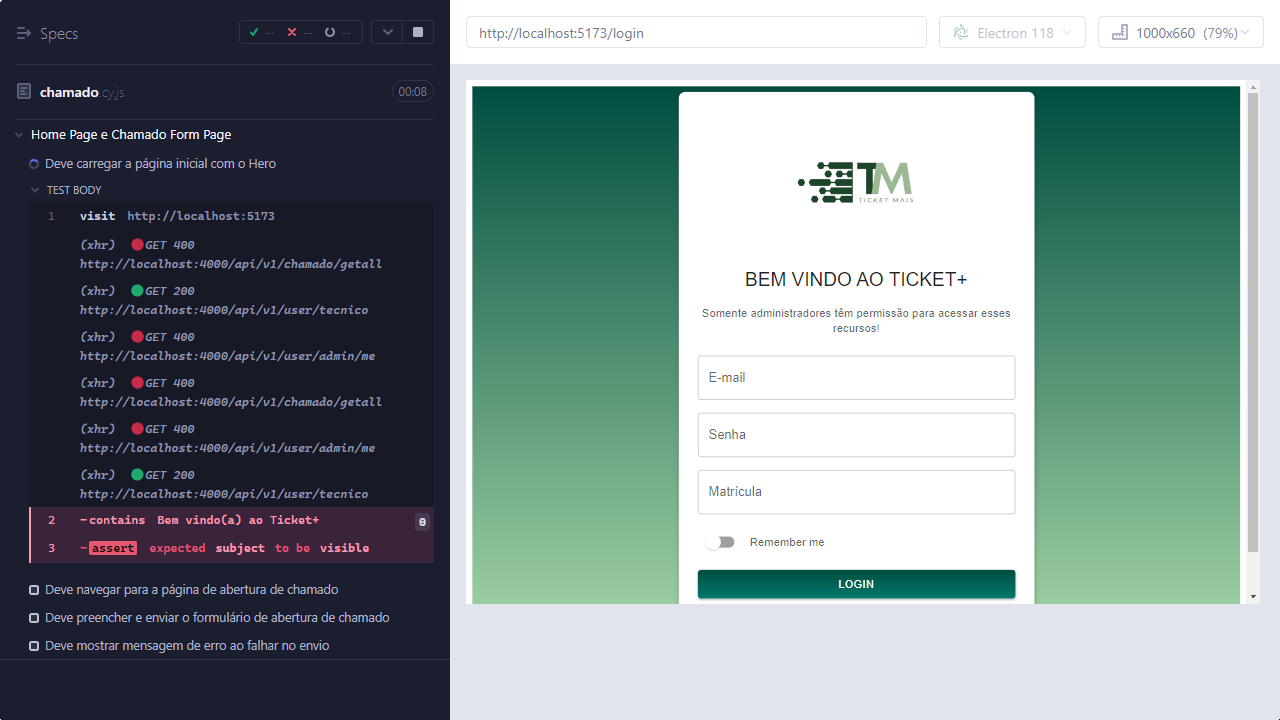 Specs
--
--
--
chamado.cy.js
00:08
Home Page e Chamado Form Page
Deve carregar a página inicial com o Hero
TEST BODY
1 visit http://localhost:5173
(xhr) GET 400
http://localhost:4000/api/v1/chamado/getall
(xhr) GET 200
http://localhost:4000/api/v1/user/tecnico
(xhr) GET 400
http://localhost:4000/api/v1/user/admin/me
(xhr) GET 400
http://localhost:4000/api/v1/chamado/getall
(xhr) GET 400
http://localhost:4000/api/v1/user/admin/me
(xhr) GET 200
http://localhost:4000/api/v1/user/tecnico
2 -contains Bem vindo(a) ao Ticket+ 0
3 -assert expected subject to be visible
Deve navegar para a página de abertura de chamado
Deve preencher e enviar o formulário de abertura de chamado
Deve mostrar mensagem de erro ao falhar no envio
http://localhost:5173/login
Electron 118
1000x660 (79%)
TM
TICKET MAIS
BEM VINDO AO TICKET+
Somente administradores têm permissão para acessar esses
recursos!
E-mail
Senha
Matrícula
Remember me
LOGIN